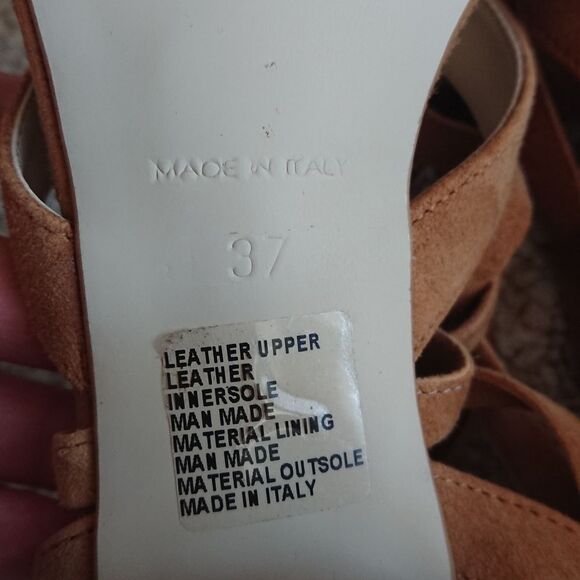 MADE IN ITALY
37
LEATHER UPPER
LEATHER
INNERSOLE
MAN MADE
MATERIAL LINING
MAN MADE
MATERIAL OUTSOLE
MADE IN ITALY